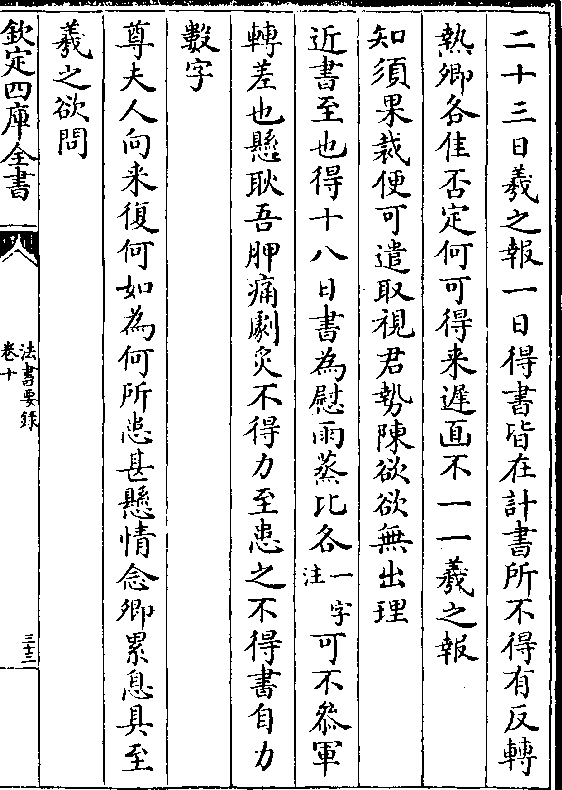 二十三日羲之報一日得書皆在計書所不得有反轉
熱卿各佳否定何可得来遲面不一一羲之報
知須果栽便可遣取視君勢陳欲欲無出理
近書至也得十八日書為慰雨蒸比各注一字可不叅軍
轉差也懸耿吾胛痛劇灸不得力至患之不得書自力
數字
尊夫人向来復何如為何所患甚懸情念卿累息具至
羲之欲問
欽定四庫全書
法書要錄
卷十
三十三